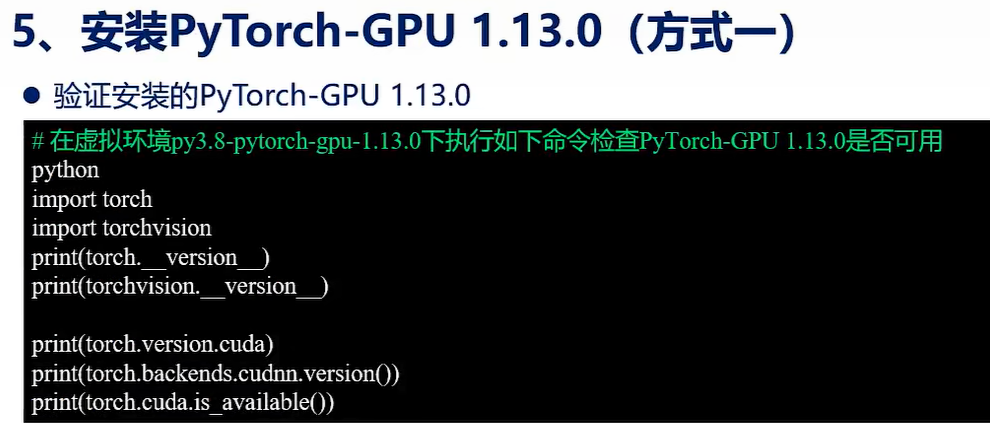 5、安装PyTorch-GPU 1.13.0（方式一）
● 验证安装的PyTorch-GPU 1.13.0
# 在虚拟环境py3.8-pytorch-gpu-1.13.0下执行如下命令检查PyTorch-GPU 1.13.0是否可用
python
import torch
import torchvision
print(torch.__version__)
print(torchvision.__version__)
print(torch.version.cuda)
print(torch.backends.cudnn.version())
print(torch.cuda.is_available())